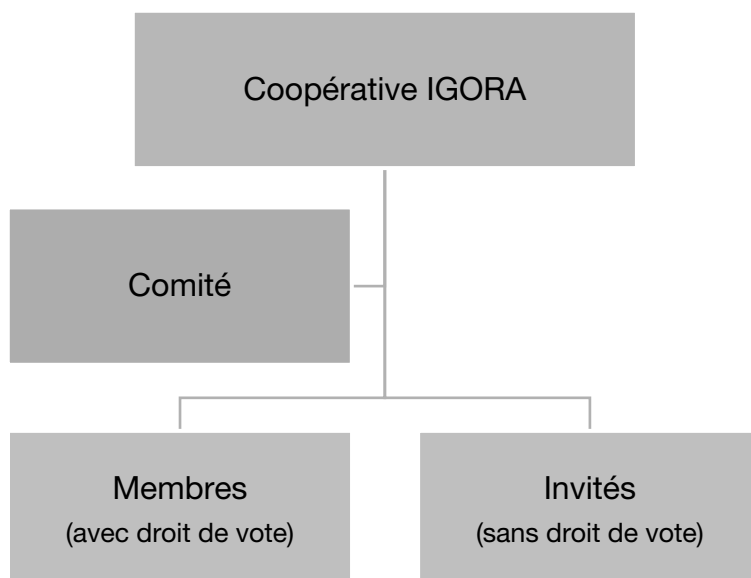 Coopérative IGORA
Comité
Membres
(avec droit de vote)
Invités
(sans droit de vote)